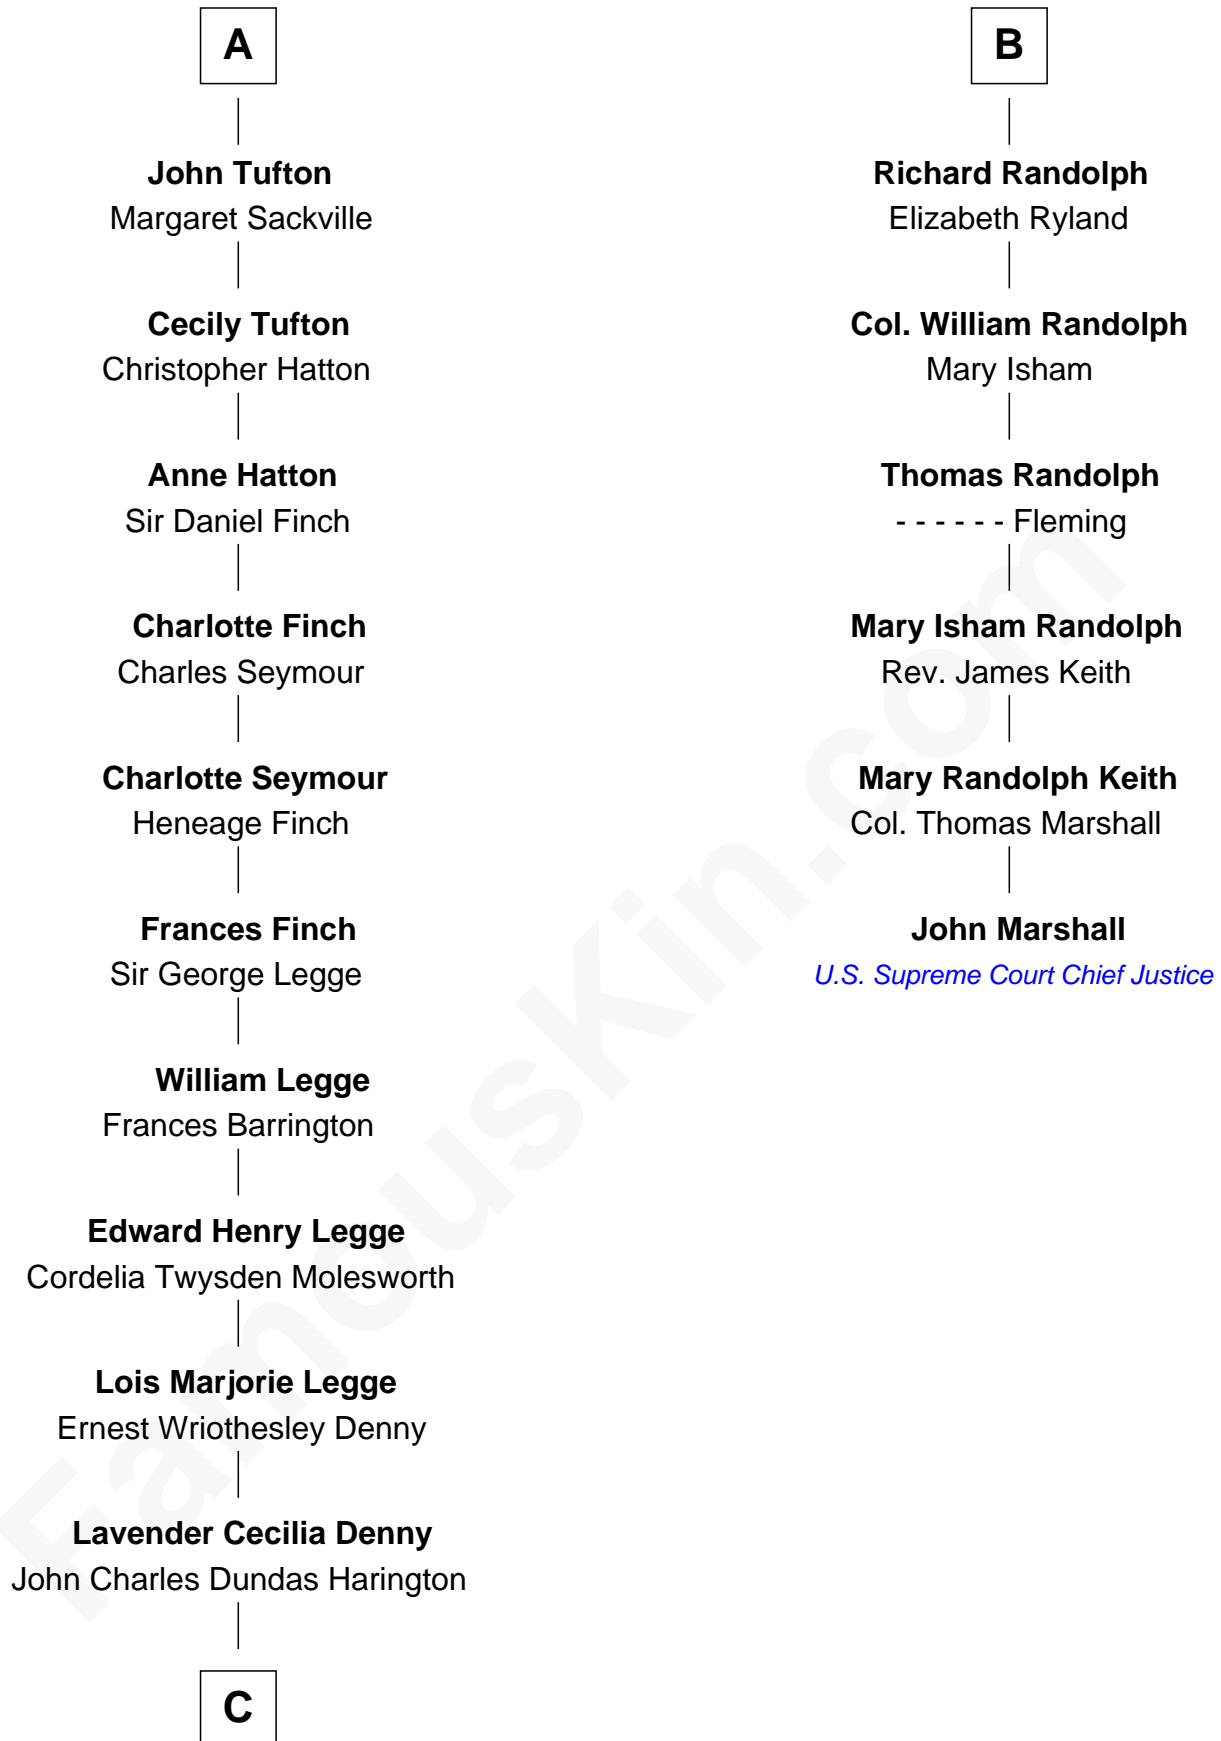 A
John Tufton
Margaret Sackville
Cecily Tufton
Christopher Hatton
Anne Hatton
Sir Daniel Finch
Charlotte Finch
Charles Seymour
Charlotte Seymour
Heneage Finch
Frances Finch
Sir George Legge
William Legge
Frances Barrington
Edward Henry Legge
Cordelia Twysden Molesworth
Lois Marjorie Legge
Ernest Wriothesley Denny
Lavender Cecilia Denny
John Charles Dundas Harington
C
B
Richard Randolph
Elizabeth Ryland
Col. William Randolph
Mary Isham
Thomas Randolph
- - - - - - Fleming
Mary Isham Randolph
Rev. James Keith
Mary Randolph Keith
Col. Thomas Marshall
John Marshall
U.S. Supreme Court Chief Justice
FamousKin.com